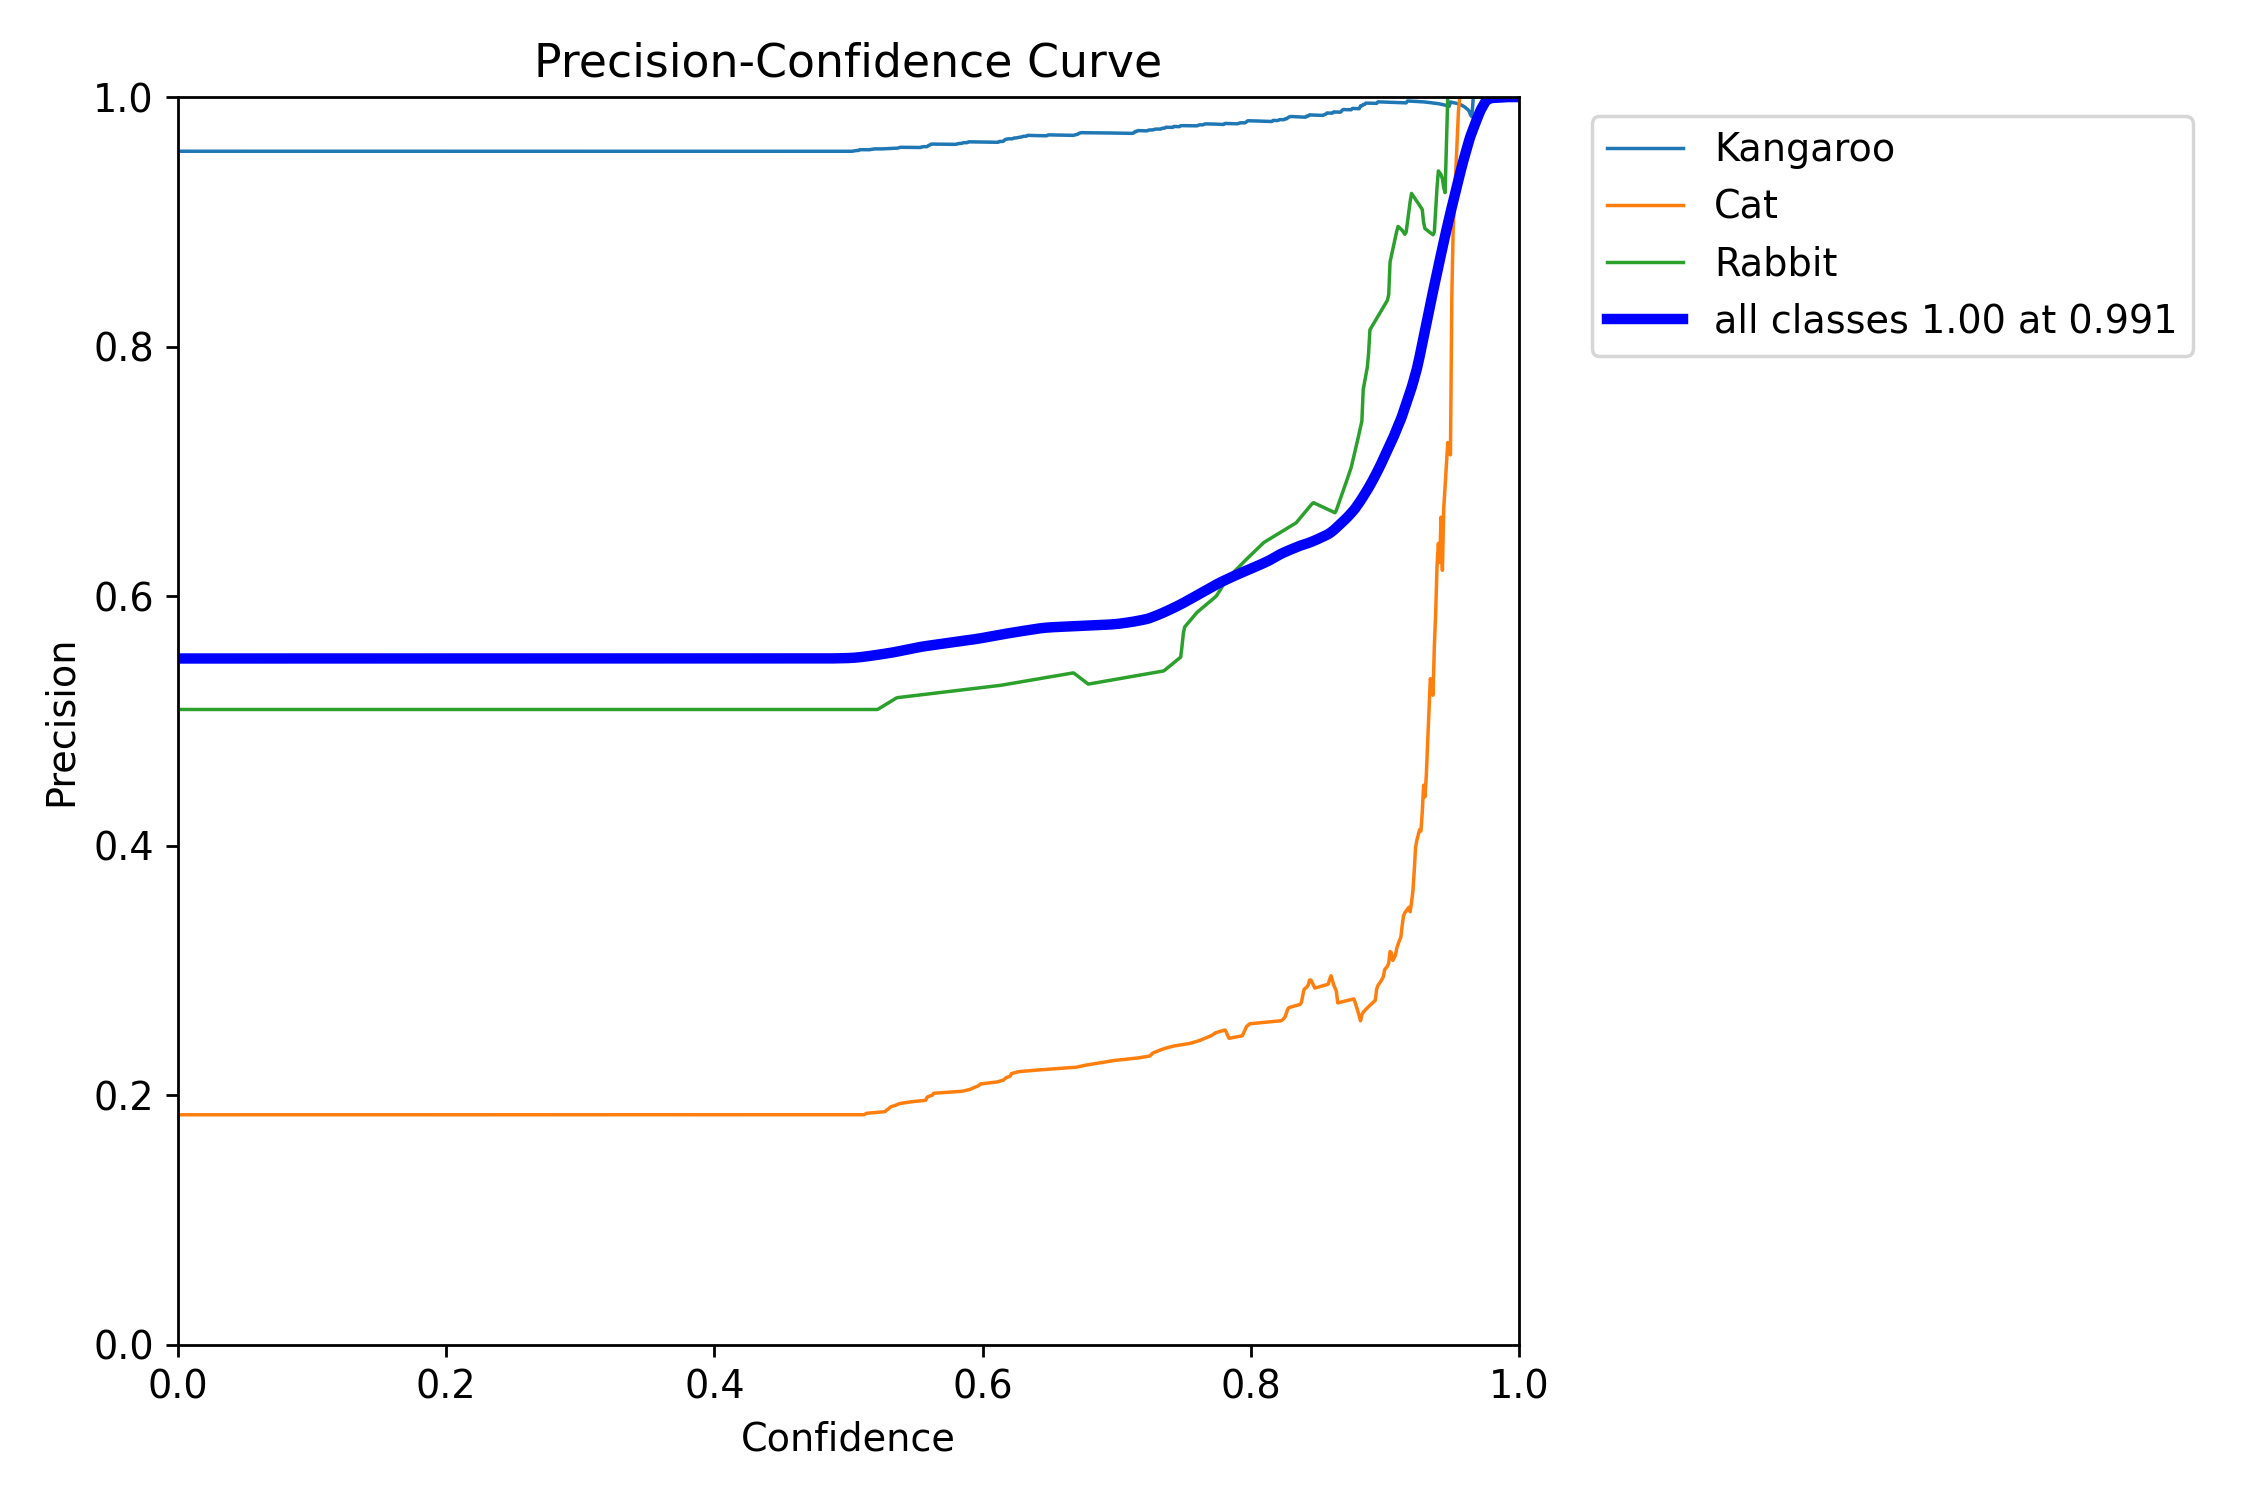 Precision-Confidence Curve
1.0
0.8
0.6
0.4
0.2
0.0
Precision
0.0 0.2 0.4 0.6 0.8 1.0
Confidence
Kangaroo
Cat
Rabbit
all classes 1.00 at 0.991